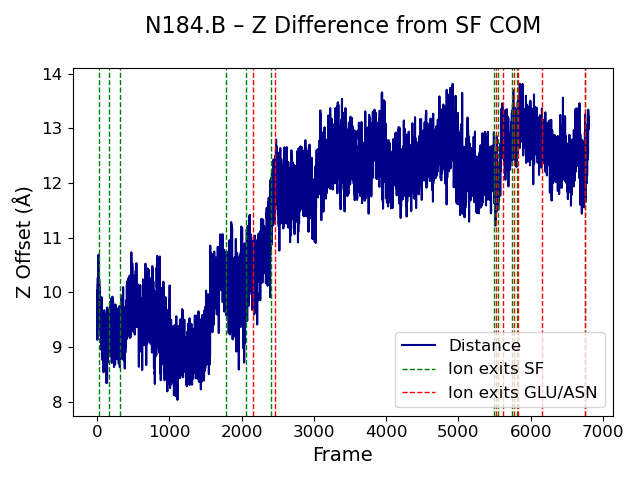 N184.B – Z Difference from SF COM
14
13
12
11
10
9
8
Z Offset (Å)
Distance
Ion exits SF
Ion exits GLU/ASN
0 1000 2000 3000 4000 5000 6000 7000
Frame